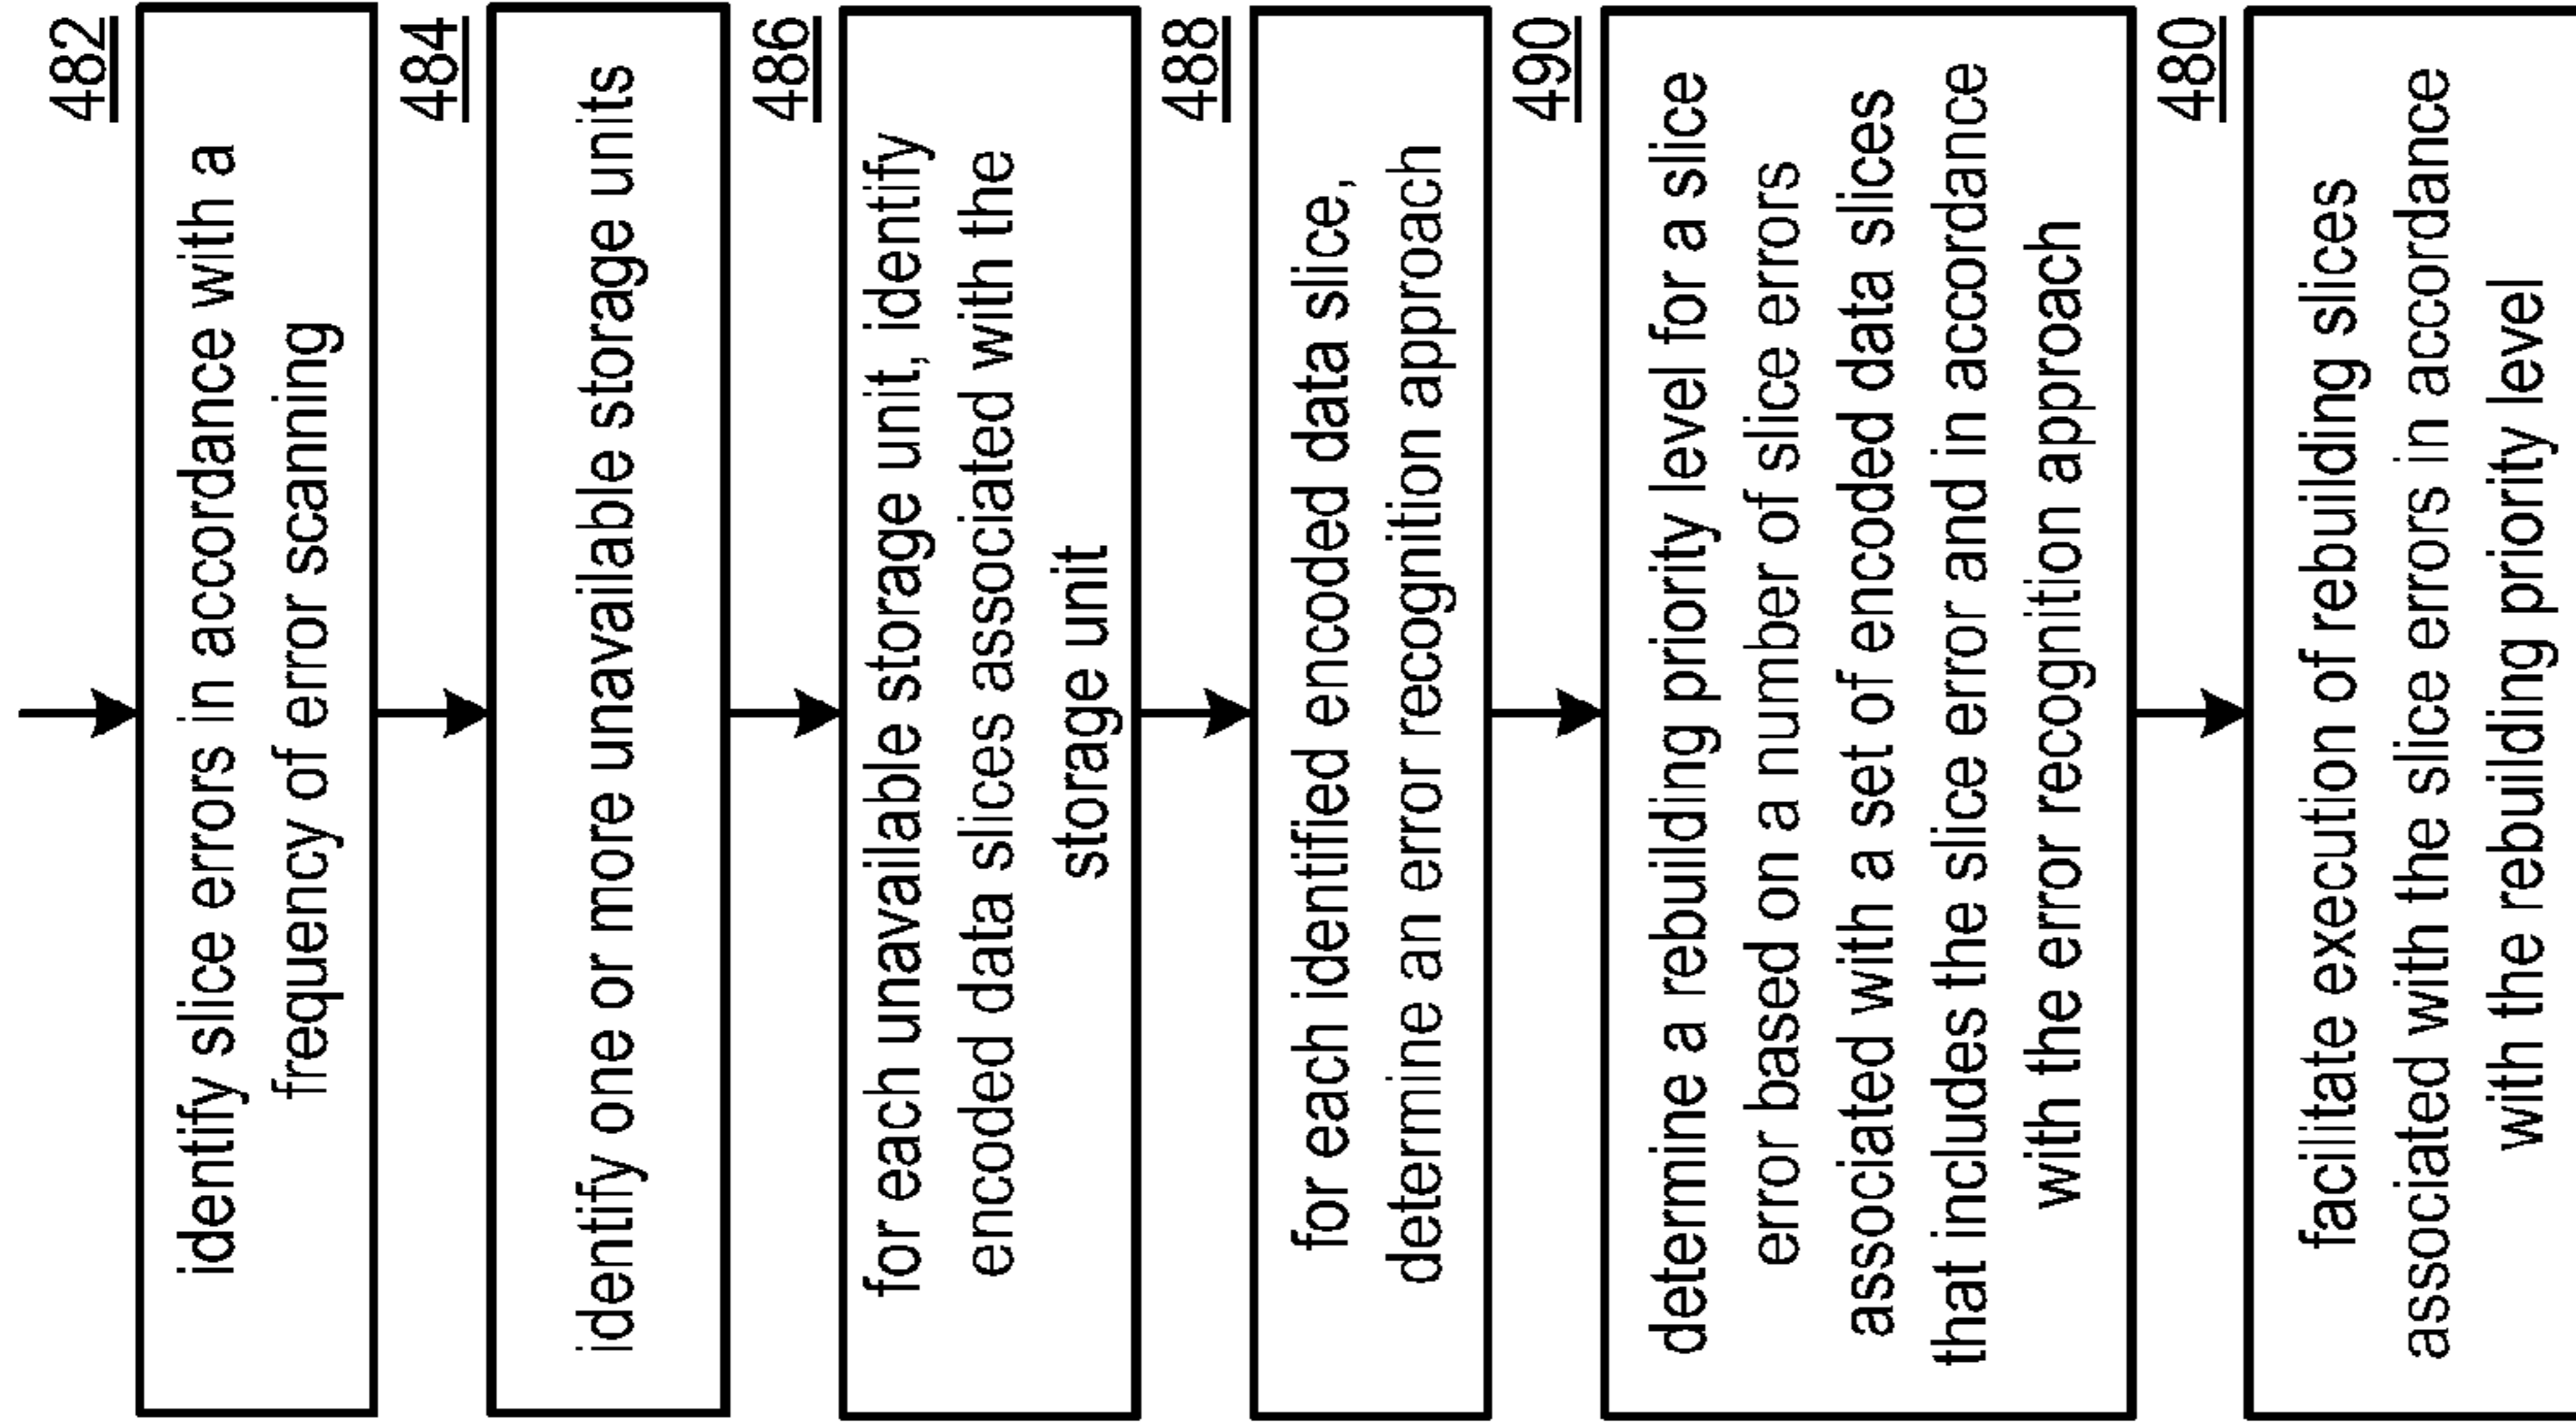 482
identify slice errors in accordance with a
frequency of error scanning
484
identify one or more unavailable storage units
486
for each unavailable storage unit, identify
encoded data slices associated with the
storage unit
488
for each identified encoded data slice,
determine an error recognition approach
490
determine a rebuilding priority level for a slice
error based on a number of slice errors
associated with a set of encoded data slices
that includes the slice error and in accordance
with the error recognition approach
480
facilitate execution of rebuilding slices
associated with the slice errors in accordance
with the rebuilding priority level